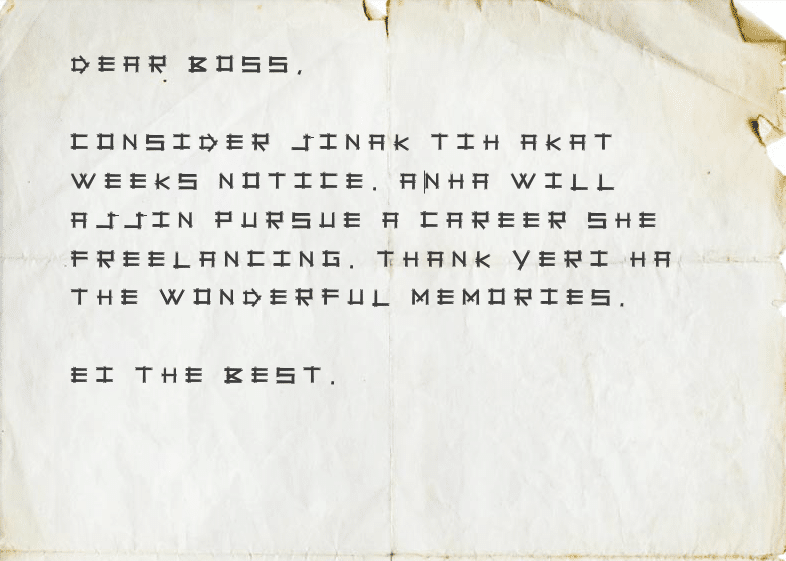 DEAR BOSS,
CONSIDER JINAK TIH AKAT
WEEKS NOTICE. ANHA WILL
AJJIN PURSUE A CAREER SHE
FREELANCING. THANK YERI HA
THE WONDERFUL MEMORIES.
EI THE BEST.